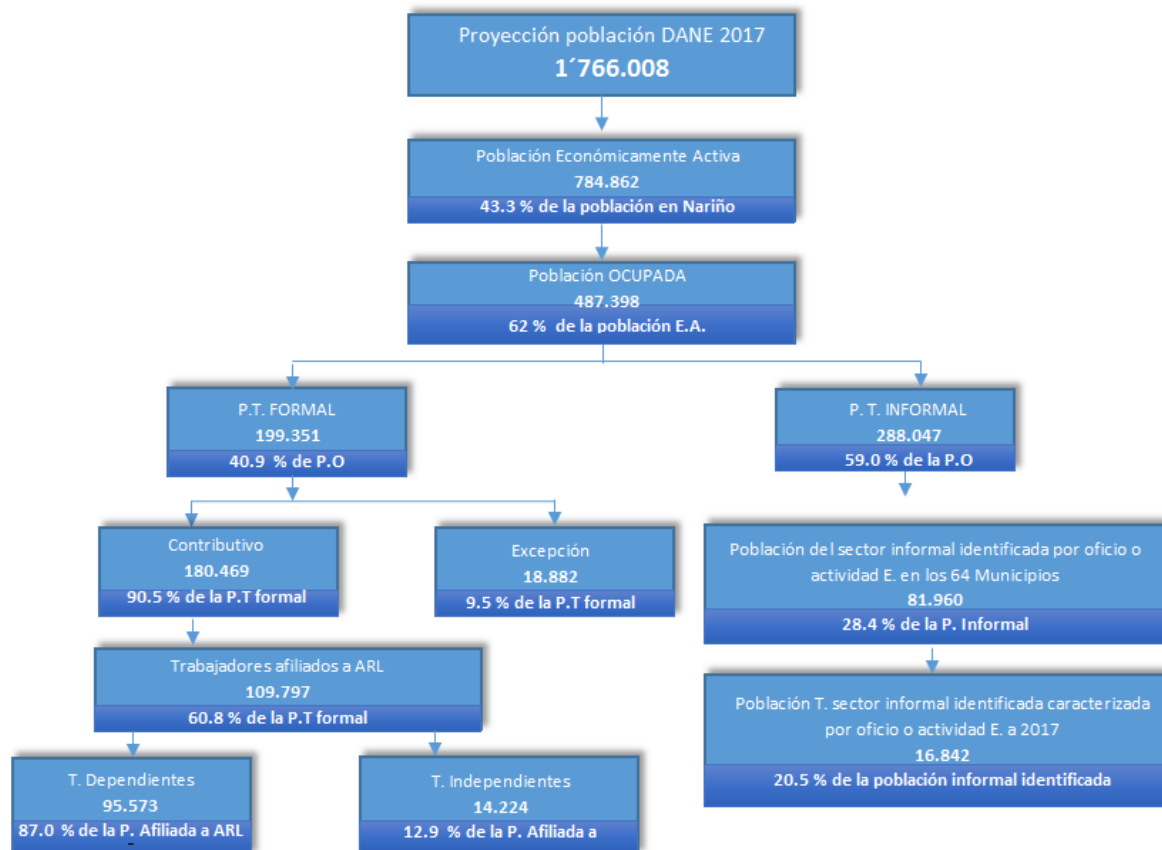 Proyección población DANE 2017
1´766.008
Población Económicamente Activa
784.862
43.3 % de la población en Nariño
Población OCUPADA
487.398
62 % de la población E.A.
P.T. FORMAL
199.351
40.9 % de P.O
P. T. INFORMAL
288.047
59.0 % de la P.O
Contributivo
180.469
90.5 % de la P.T formal
Excepción
18.882
9.5 % de la P.T formal
Población del sector informal identificada por oficio o
actividad E. en los 64 Municipios
81.960
28.4 % de la P. Informal
Trabajadores afiliados a ARL
109.797
60.8 % de la P.T formal
Población T. sector informal identificada caracterizada
por oficio o actividad E. a 2017
16.842
20.5 % de la población informal identificada
T. Dependientes
95.573
87.0 % de la P. Afiliada a ARL
T. Independientes
14.224
12.9 % de la P. Afiliada a